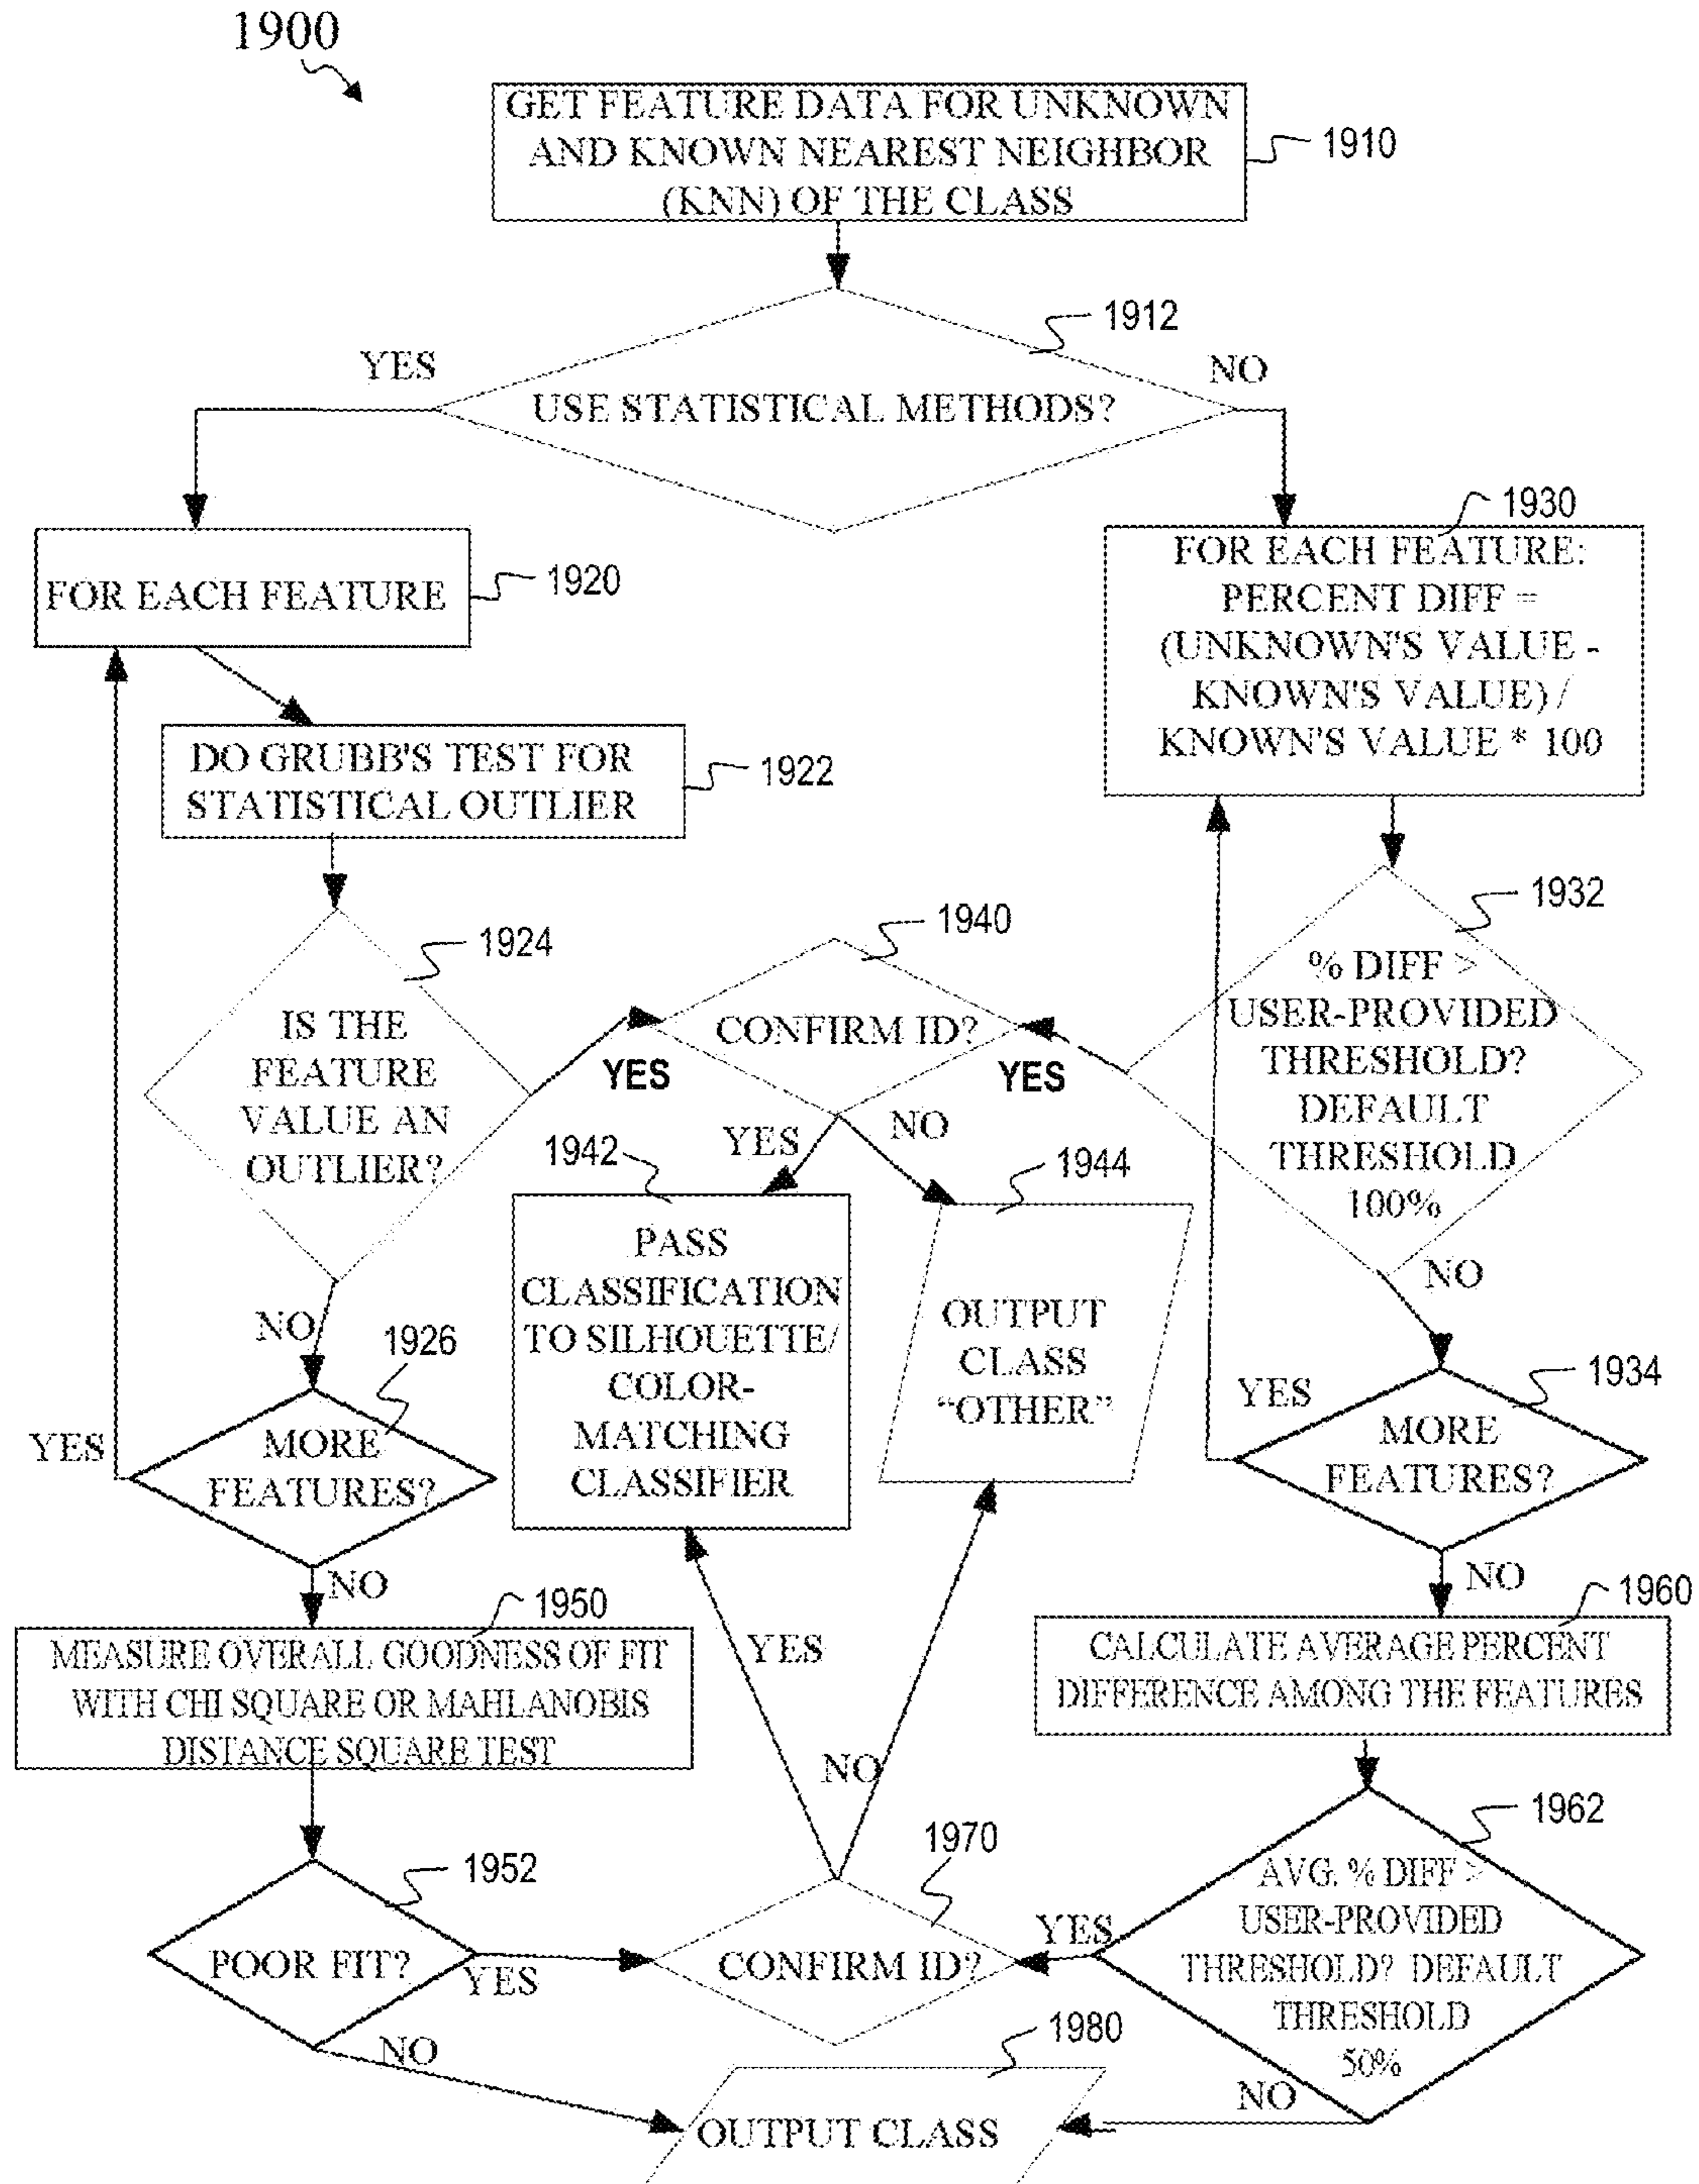 1900
GET FEATURE DATA FOR UNKNOWN
AND KNOWN NEAREST NEIGHBOR
(KNN) OF THE CLASS
1910
1912
YES
NO
USE STATISTICAL METHODS?
1930
FOR EACH FEATURE:
PERCENT DIFF =
(UNKNOWN'S VALUE -
KNOWN'S VALUE) /
KNOWN'S VALUE * 100
FOR EACH FEATURE
1920
DO GRUBB'S TEST FOR
STATISTICAL OUTLIER
1922
1932
% DIFF >
USER-PROVIDED
THRESHOLD?
DEFAULT
THRESHOLD
100%
1924
IS THE
FEATURE
VALUE AN
OUTLIER?
1940
CONFIRM ID?
YES
YES
YES
NO
1942
PASS
CLASSIFICATION
TO SILHOUETTE/
COLOR-
MATCHING
CLASSIFIER
1944
OUTPUT
CLASS
“OTHER”
NO
NO
1926
YES
MORE
FEATURES?
1934
YES
MORE
FEATURES?
NO
NO
1950
MEASURE OVERALL GOODNESS OF FIT
WITH CHI SQUARE OR MAHLANOBIS
DISTANCE SQUARE TEST
1960
CALCULATE AVERAGE PERCENT
DIFFERENCE AMONG THE FEATURES
YES
NO
1952
POOR FIT?
YES
1970
CONFIRM ID?
YES
1962
AVG. % DIFF >
USER-PROVIDED
THRESHOLD? DEFAULT
THRESHOLD
50%
NO
NO
1980
OUTPUT CLASS